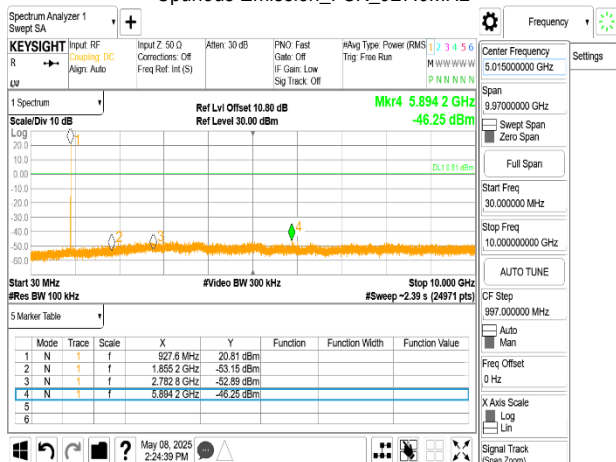 Spectrum Analyzer 1
Swept SA
Frequency
Settings
KEYSIGHT
R
Input: RF
Coupling: DC
Align: Auto
Input Z: 50 Ω
Corrections: Off
Freq Ref: Int (S)
Atten: 30 dB
PNO: Fast
Gate: Off
IF Gain: Low
Sig Track: Off
#Avg Type: Power (RMS
Trig: Free Run
1 2 3 4 5 6
M W W W W W
P N N N N N
1 Spectrum
Scale/Div 10 dB
Log
Ref Lvl Offset 10.80 dB
Ref Level 30.00 dBm
Mkr4 5.894 2 GHz
-46.25 dBm
20.0
10.0
0.00
-10.0
-20.0
-30.0
-40.0
-50.0
-60.0
1
2
3
4
DL1 0.81 dBm
Start 30 MHz
#Res BW 100 kHz
#Video BW 300 kHz
Stop 10.000 GHz
#Sweep ~2.39 s (24971 pts)
5 Marker Table
Mode Trace Scale X Y Function Function Width Function Value
1 N 1 f 927.6 MHz 20.81 dBm
2 N 1 f 1.855 2 GHz -53.15 dBm
3 N 1 f 2.782 8 GHz -52.89 dBm
4 N 1 f 5.894 2 GHz -46.25 dBm
5
6
May 08, 2025
2:24:39 PM
Center Frequency
5.015000000 GHz
Span
9.97000000 GHz
Swept Span
Zero Span
Full Span
Start Freq
30.000000 MHz
Stop Freq
10.000000000 GHz
AUTO TUNE
CF Step
997.000000 MHz
Auto
Man
Freq Offset
0 Hz
X Axis Scale
Log
Lin
Signal Track
(Span Zoom)